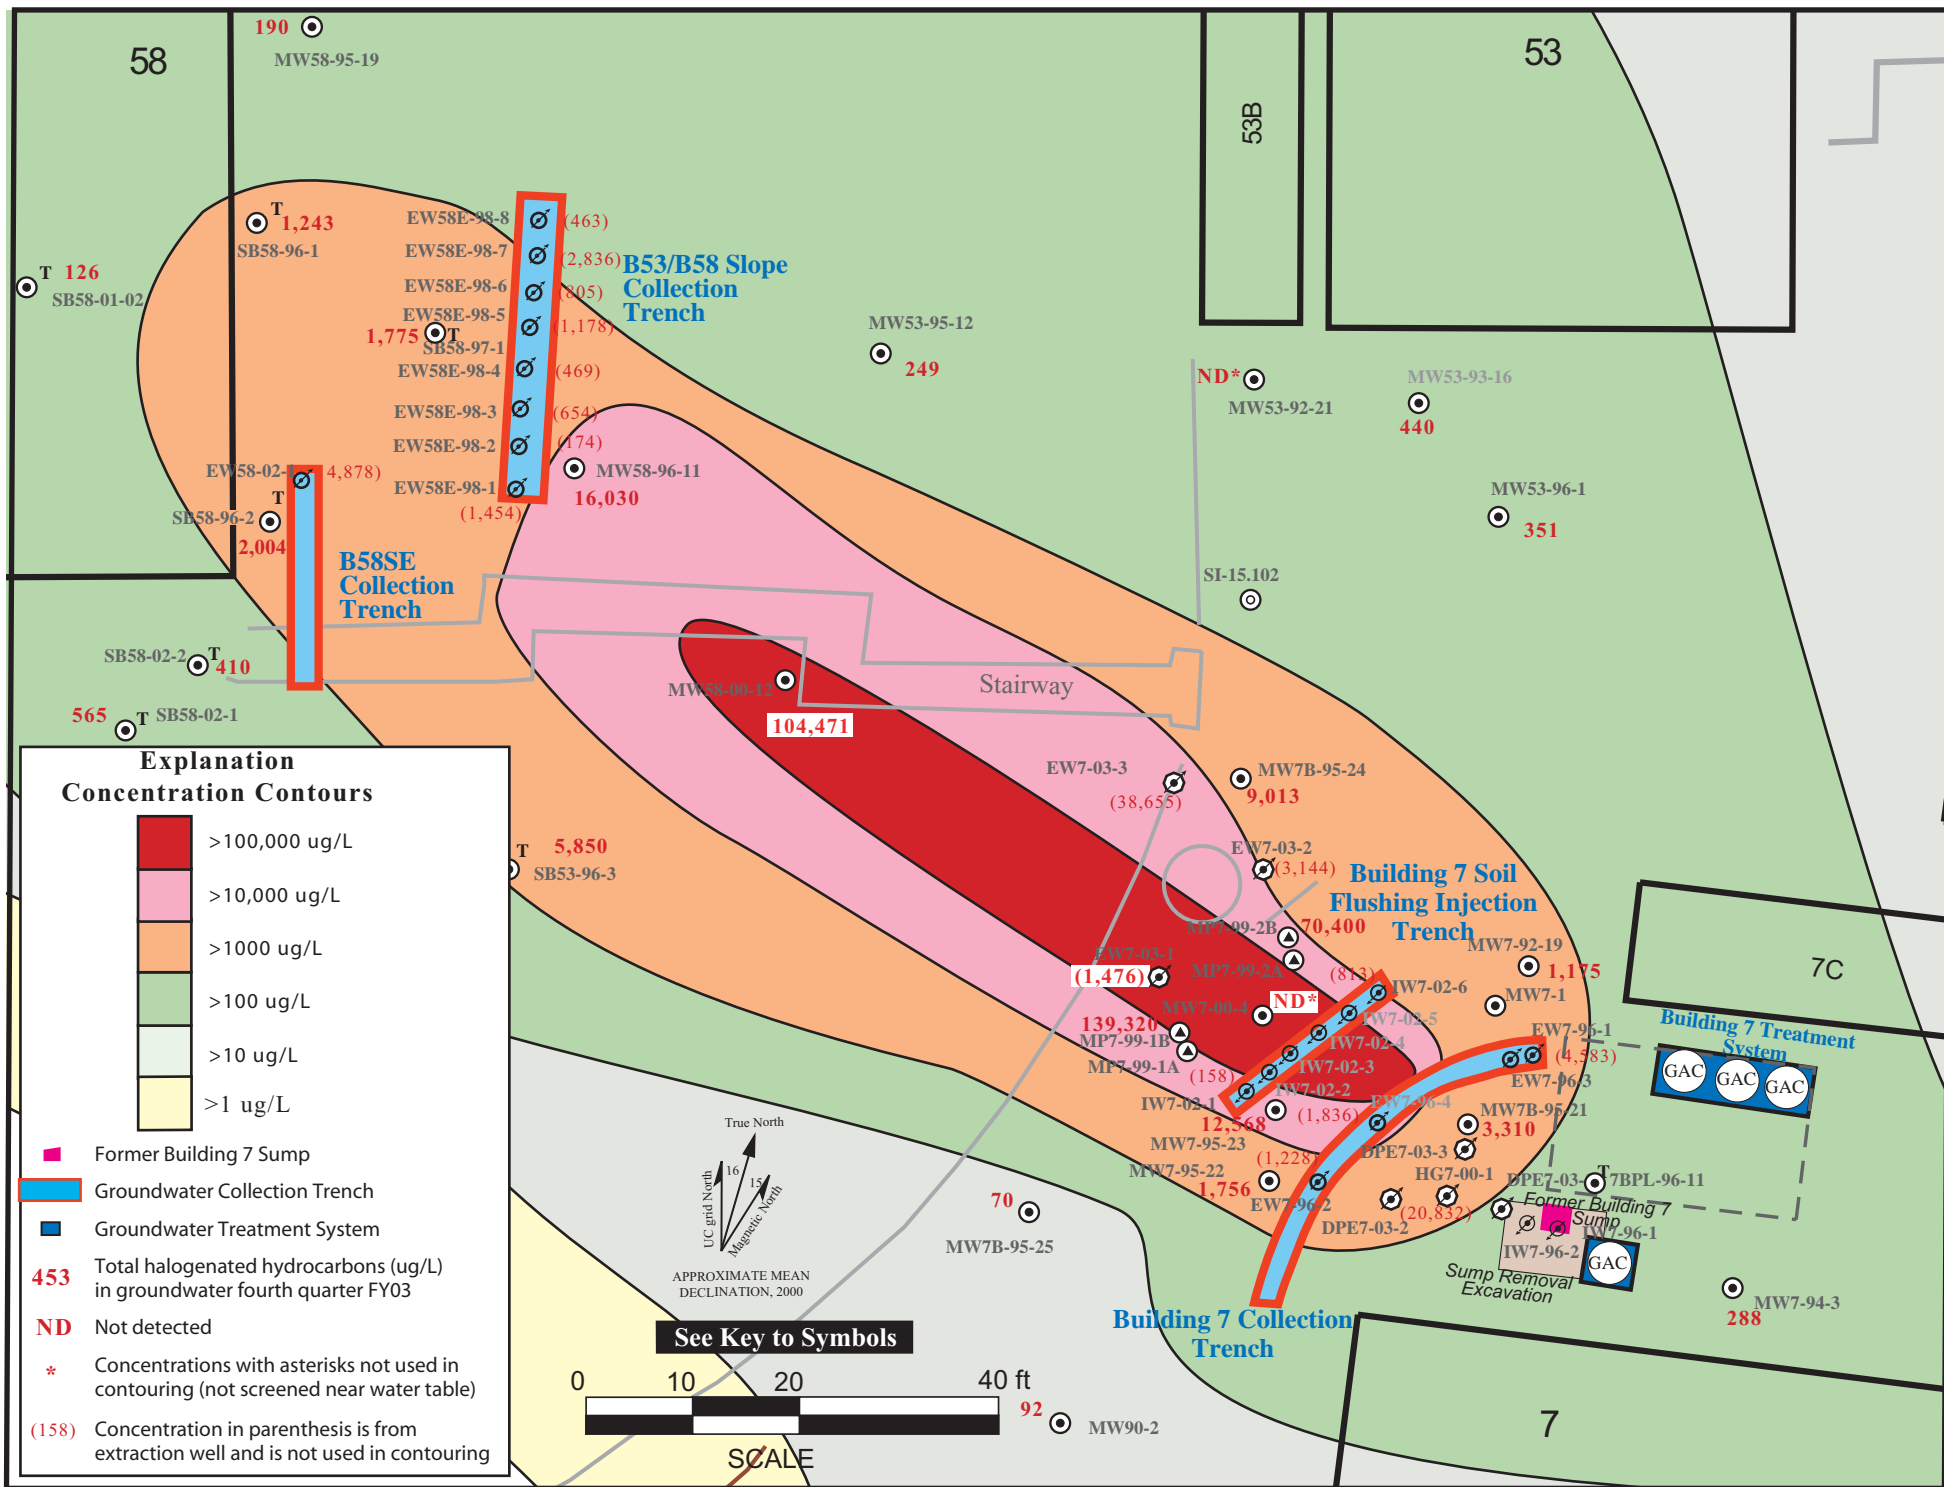 58
190
MW58-95-19
53B
53
T
1,243
SB58-96-1
T 126
SB58-01-02
EW58E-98-8
(463)
EW58E-98-7
(2,836)
EW58E-98-6
(805)
EW58E-98-5
(1,178)
1,775
T
SB58-97-1
EW58E-98-4
(469)
EW58E-98-3
(654)
EW58E-98-2
(174)
EW58E-98-1
(1,454)
B53/B58 Slope
Collection
Trench
MW53-95-12
249
ND*
MW53-92-21
MW53-93-16
440
MW53-96-1
351
SI-15.102
MW58-96-11
16,030
EW58-02-1
4,878)
T
SB58-96-2
2,004
B58SE
Collection
Trench
SB58-02-2
T
410
565
T
SB58-02-1
MW58-00-12
104,471
Stairway
EW7-03-3
(38,655)
MW7B-95-24
9,013
T
5,850
SB53-96-3
EW7-03-2
(3,144)
Building 7 Soil
Flushing Injection
Trench
MP7-99-2B
70,400
MP7-99-2A
MW7-92-19
1,175
7C
EW7-03-1
(1,476)
(813)
IW7-02-6
MW7-1
MW7-00-4
ND*
IW7-02-5
139,320
MP7-99-1B
MP7-99-1A
IW7-02-4
IW7-02-3
IW7-02-2
(158)
IW7-02-1
EW7-96-1
(4,583)
EW7-96-3
Building 7 Treatment
System
GAC
GAC
GAC
12,568
MW7-95-23
(1,836)
EW7-96-4
MW7B-95-21
3,310
MW7-95-22
1,756
(1,228)
EW7-96-2
DPE7-03-3
HG7-00-1
DPE7-03-2
(20,832)
DPE7-03-
T
7BPL-96-11
Former Building 7
Sump
IW7-96-1
IW7-96-2
GAC
Sump Removal
Excavation
MW7-94-3
288
70
MW7B-95-25
Building 7 Collection
Trench
92
MW90-2
7
True North
16
15
UC grid North
Magnetic North
APPROXIMATE MEAN
DECLINATION, 2000
See Key to Symbols
0 10 20 40 ft
SCALE
Explanation
Concentration Contours
>100,000 ug/L
>10,000 ug/L
>1000 ug/L
>100 ug/L
>10 ug/L
>1 ug/L
Former Building 7 Sump
Groundwater Collection Trench
Groundwater Treatment System
453 Total halogenated hydrocarbons (ug/L)
in groundwater fourth quarter FY03
ND Not detected
* Concentrations with asterisks not used in
contouring (not screened near water table)
(158) Concentration in parenthesis is from
extraction well and is not used in contouring